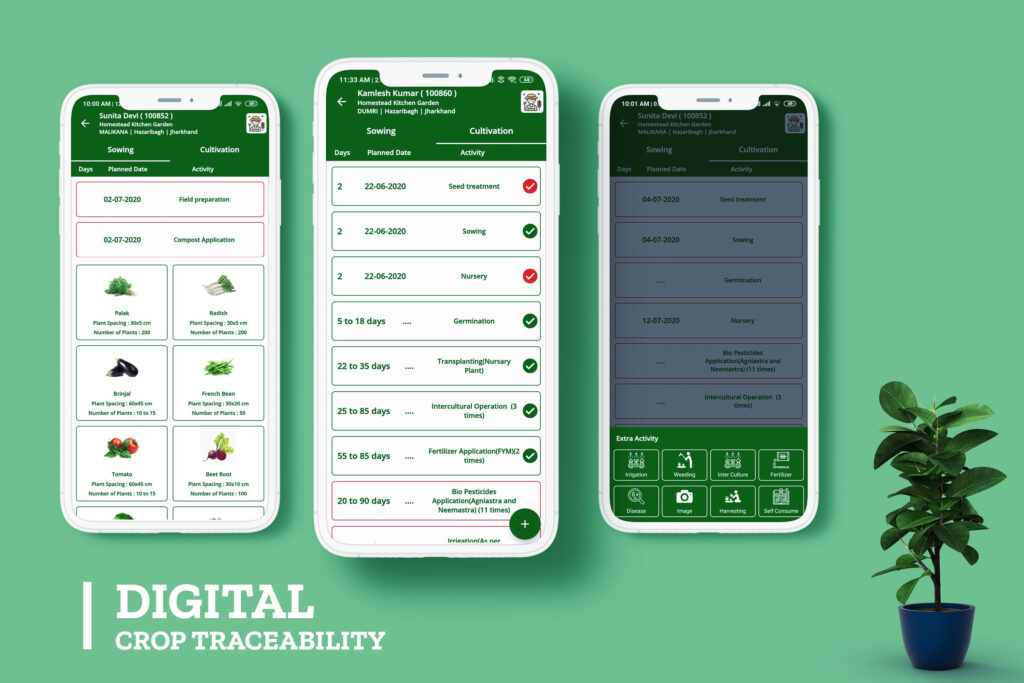 10:00 AM
Sunita Devi ( 100852 )
Homestead Kitchen Garden
MALIKANA | Hazaribagh | Jharkhand
Sowing Cultivation
Days Planned Date Activity
02-07-2020 Field preparation
02-07-2020 Compost Application
Palak Radish
Plant Spacing : 30x5 cm Plant Spacing : 30x5 cm
Number of Plants : 200 Number of Plants : 200
Brinjal French Bean
Plant Spacing : 60x45 cm Plant Spacing : 30x20 cm
Number of Plants : 10 to 15 Number of Plants : 50
Tomato Beet Root
Plant Spacing : 60x45 cm Plant Spacing : 30x10 cm
Number of Plants : 10 to 15 Number of Plants : 100
11:33 AM | 2.
Kamlesh Kumar ( 100860 )
Homestead Kitchen Garden
DUMRI | Hazaribagh | Jharkhand
Sowing Cultivation
Days Planned Date Activity
2 22-06-2020 Seed treatment
2 22-06-2020 Sowing
2 22-06-2020 Nursery
5 to 18 days .... Germination
22 to 35 days .... Transplanting(Nursary
Plant)
25 to 85 days .... Intercultural Operation (3
times)
55 to 85 days .... Fertilizer Application(FYM)(2
times)
20 to 90 days .... Bio Pesticides
Application(Agniastra and
Neemastra) (11 times)
Irrigation(As per
+
10:01 AM
Sunita Devi ( 100852 )
Homestead Kitchen Garden
MALIKANA | Hazaribagh | Jharkhand
Sowing Cultivation
Days Planned Date Activity
04-07-2020 Seed treatment
04-07-2020 Sowing
.... Germination
12-07-2020 Nursery
.... Bio Pesticides
Application(Agniastra and
Neemastra) (11 times)
.... Intercultural Operation (3
times)
Extra Activity
Irrigation Weeding Inter Culture Fertilizer
Disease Image Harvesting Self Consume
DIGITAL
CROP TRACEABILITY